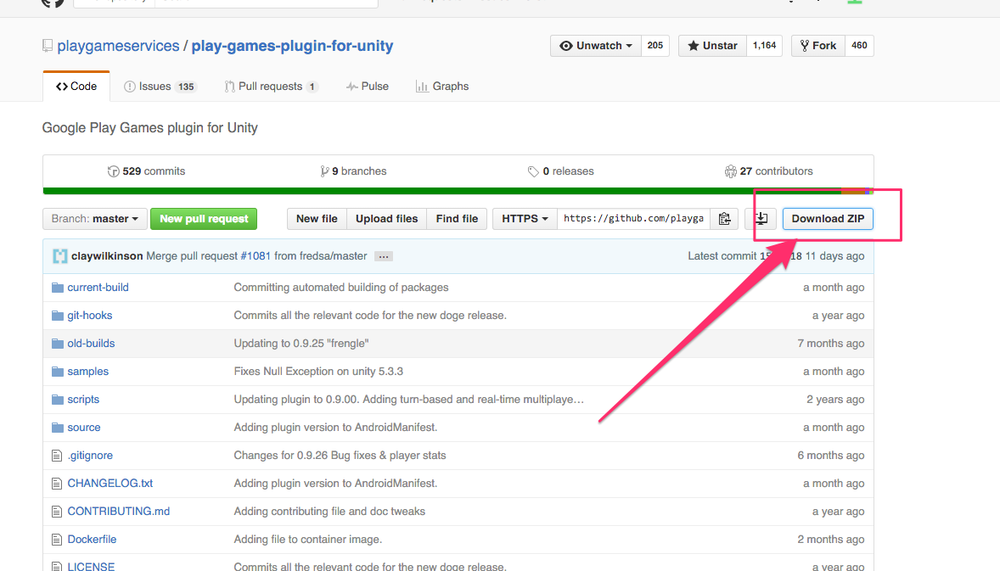 playgameservices / play-games-plugin-for-unity
Unwatch 205 Unstar 1,164 Fork 460
Code Issues 135 Pull requests 1 Pulse Graphs
Google Play Games plugin for Unity
529 commits 9 branches 0 releases 27 contributors
Branch: master New pull request New file Upload files Find file HTTPS https://github.com/playga Download ZIP
claywilkinson Merge pull request #1081 from fredsa/master … Latest commit 11 days ago
current-build Committing automated building of packages a month ago
git-hooks Commits all the relevant code for the new doge release. a year ago
old-builds Updating to 0.9.25 "frengle" 7 months ago
samples Fixes Null Exception on unity 5.3.3 a month ago
scripts Updating plugin to 0.9.00. Adding turn-based and real-time multiplaye… 2 years ago
source Adding plugin version to AndroidManifest. a month ago
.gitignore Changes for 0.9.26 Bug fixes & player stats 6 months ago
CHANGELOG.txt Adding plugin version to AndroidManifest. a month ago
CONTRIBUTING.md Adding contributing file and doc tweaks a year ago
Dockerfile Adding file to container image. 2 months ago
LICENSE Commits all the relevant code for the new doge release. a year ago